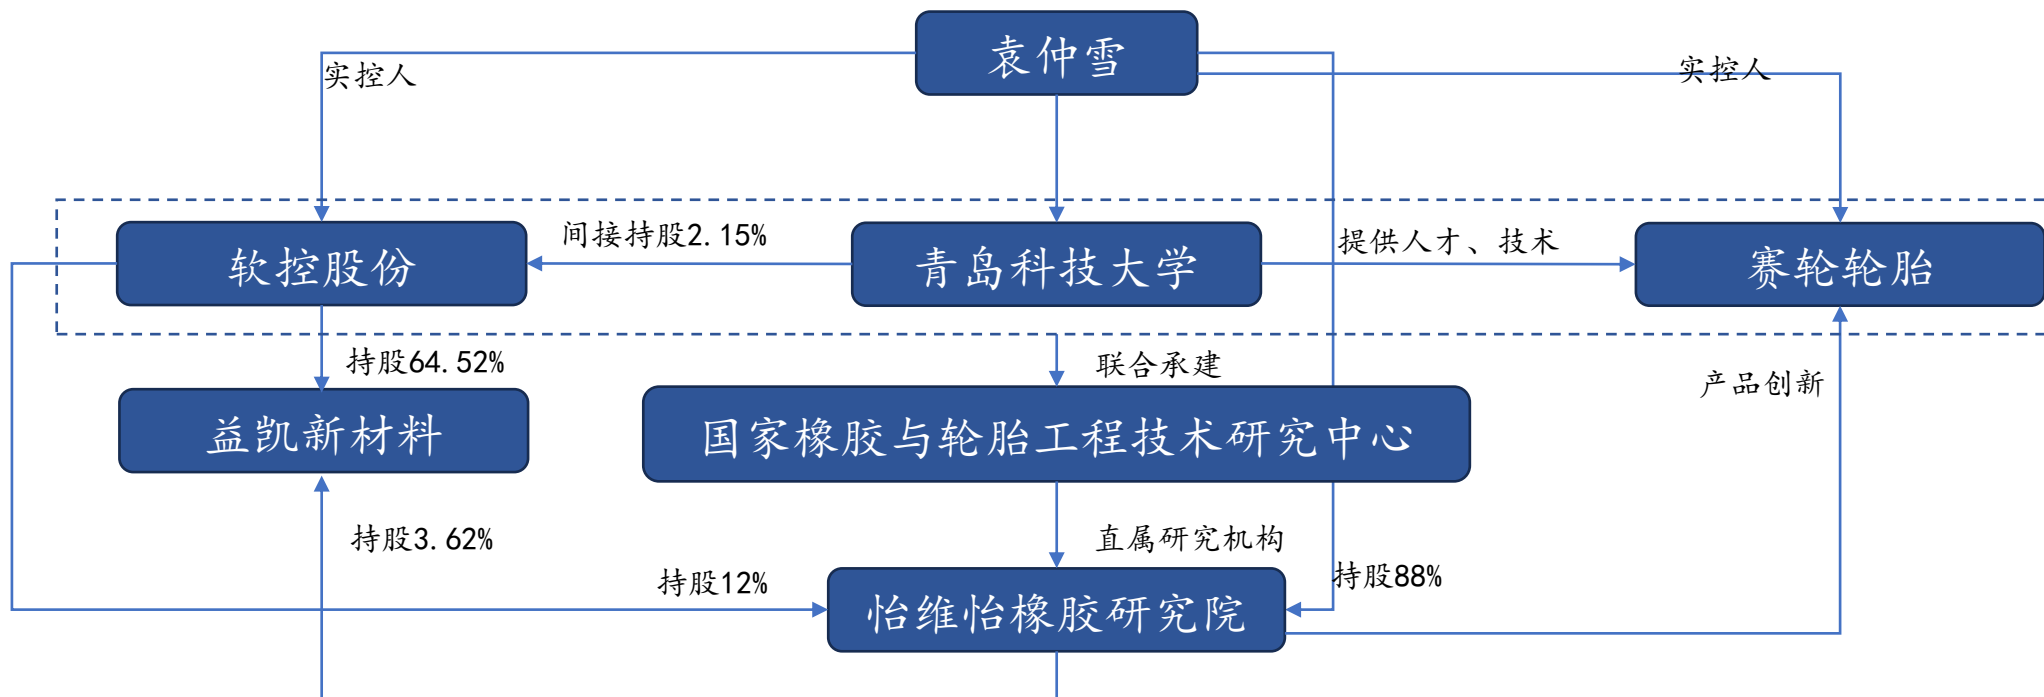 袁仲雪
实控人
实控人
软控股份
间接持股2.15%
青岛科技大学
提供人才、技术
赛轮轮胎
持股64.52%
联合承建
产品创新
益凯新材料
国家橡胶与轮胎工程技术研究中心
持股3.62%
直属研究机构
持股12%
怡维怡橡胶研究院
持股88%